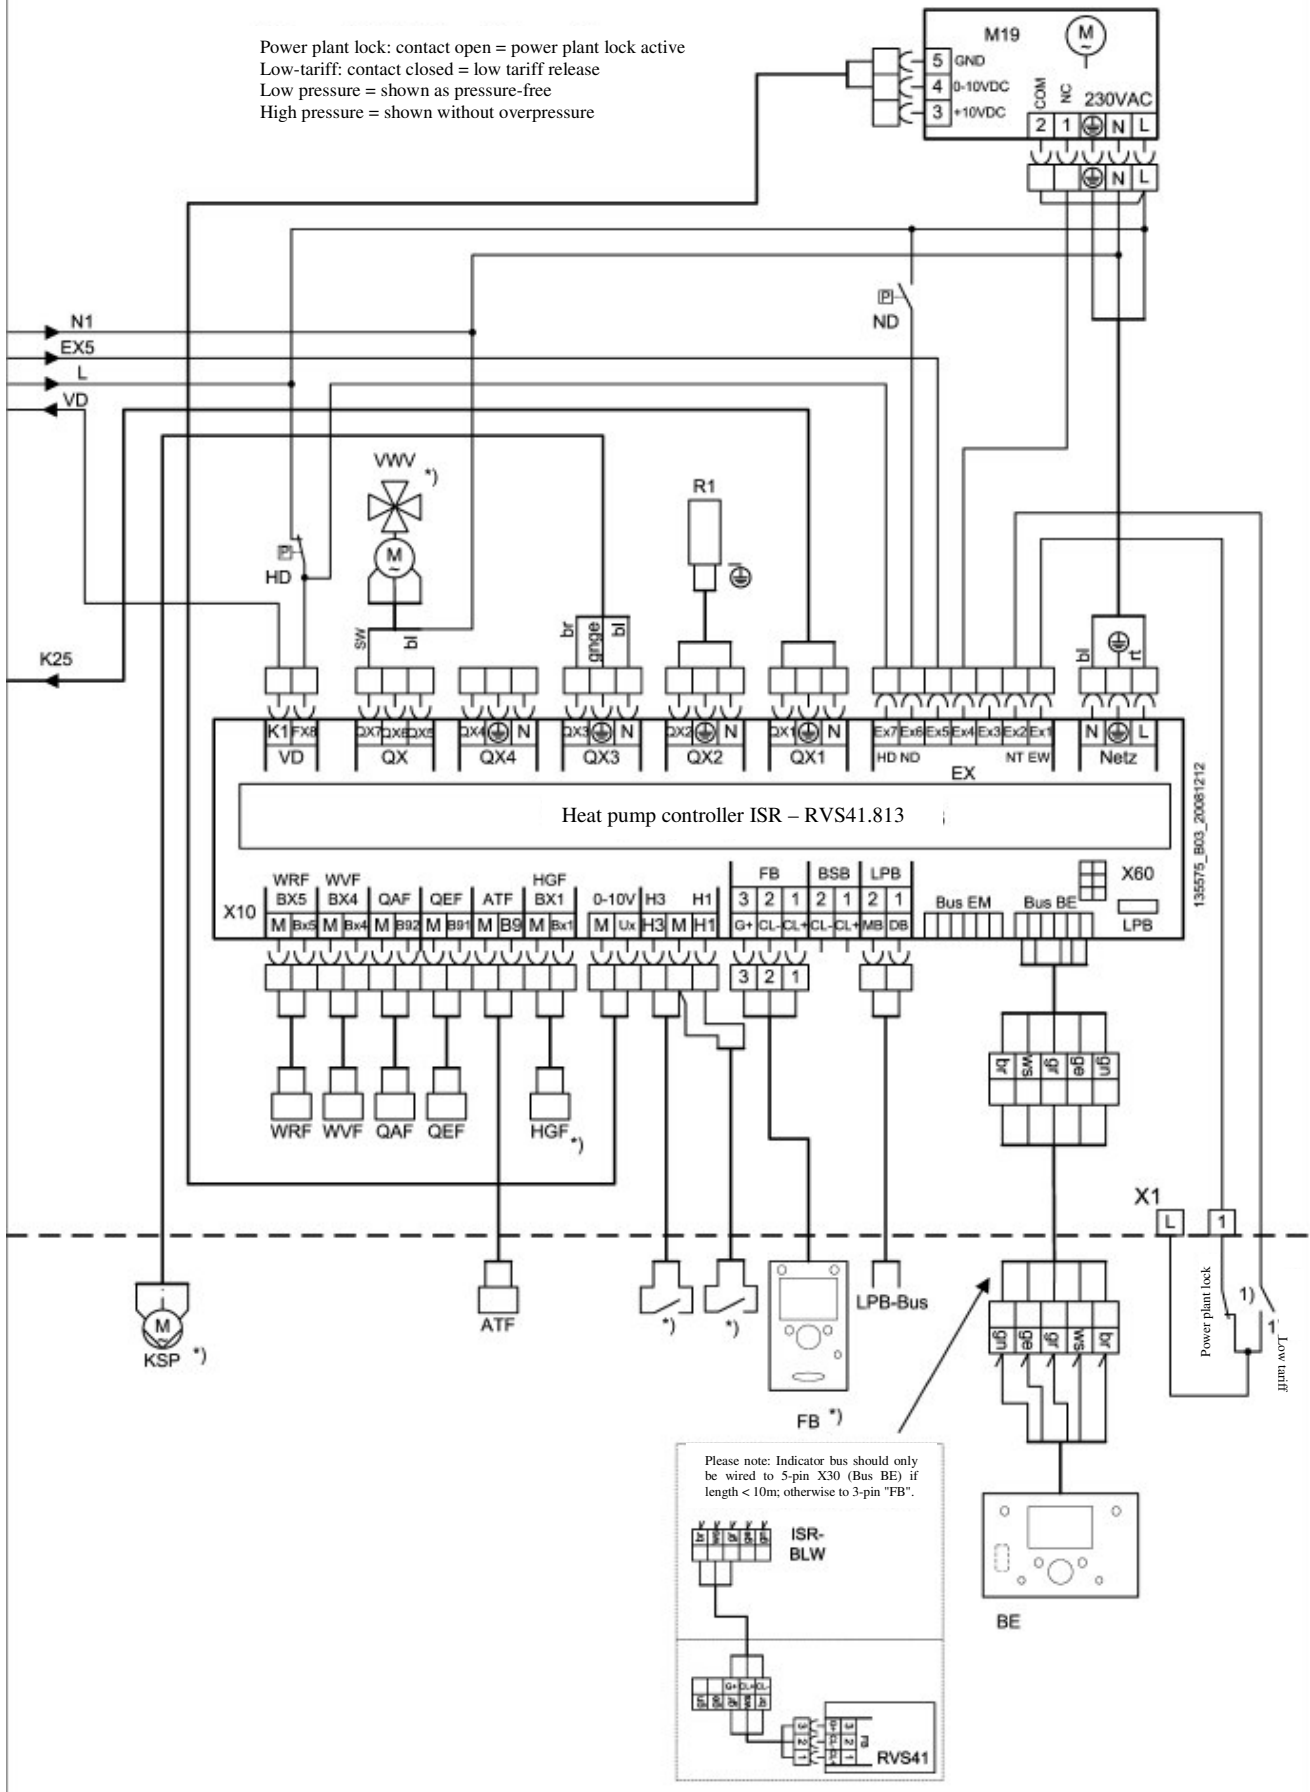 Power plant lock: contact open = power plant lock active
Low-tariff: contact closed = low tariff release
Low pressure = shown as pressure-free
High pressure = shown without overpressure
M19
M
~
5 GND
4 0-10VDC
3 +10VDC
COM NC 230VAC
2 1 N L
N L
N1
EX5
L
VD
P
ND
VWV *)
M
~
R1
P
HD
K25
sw bl
br gnge bl
bl rt
K1 FX8 QX7 QX6 QX5 QX4 N QX3 N QX2 N QX1 N Ex7 Ex6 Ex5 Ex4 Ex3 Ex2 Ex1 N L
VD QX QX4 QX3 QX2 QX1 HD ND NT EW Netz
EX
Heat pump controller ISR – RVS41.813
135575_B03_20081212
WRF WVF HGF FB BSB LPB X60
BX5 BX4 QAF QEF ATF BX1 0-10V H3 H1 3 2 1 2 1 2 1 Bus EM Bus BE
X10 M Bx5 M Bx4 M B92 M B91 M B9 M Bx1 M Ux H3 M H1 G+ CL- CL+ CL- CL+ MB DB LPB
3 2 1
br ws gr ge gn
WRF WVF QAF QEF HGF *)
X1
L 1
M
~
KSP *)
ATF
*) *)
FB *)
LPB-Bus
gn ge gr ws br
Power plant lock
1)
1
Low tariff
Please note: Indicator bus should only
be wired to 5-pin X30 (Bus BE) if
length < 10m; otherwise to 3-pin "FB".
ISR-
BLW
BE
G+ CL+ CL-
3 2 1
3 2 1
FB
RVS41